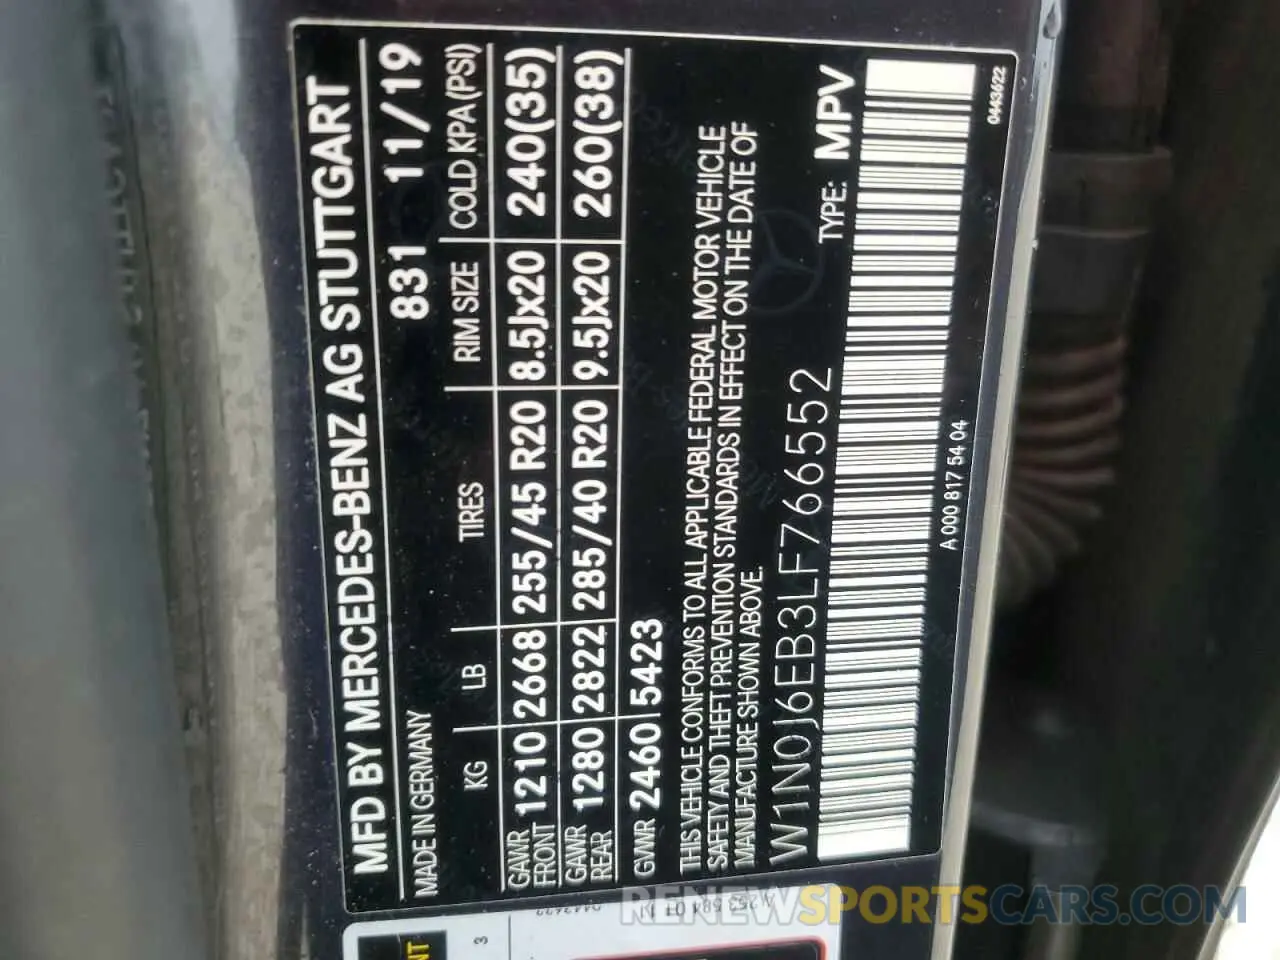 MFD BY MERCEDES-BENZ AG STUTTGART
MADE IN GERMANY 831 11/19
KG LB TIRES RIM SIZE COLD KPA (PSI)
GAWR FRONT 1210 2668 255/45 R20 8.5Jx20 240(35)
GAWR REAR 1280 2822 285/40 R20 9.5Jx20 260(38)
GVWR 2460 5423
THIS VEHICLE CONFORMS TO ALL APPLICABLE FEDERAL MOTOR VEHICLE
SAFETY AND THEFT PREVENTION STANDARDS IN EFFECT ON THE DATE OF
MANUFACTURE SHOWN ABOVE.
W1N0J6EB3LF766552 TYPE: MPV
A 000 817 54 04
0443622
3
RENEWSPORTSCARS.COM